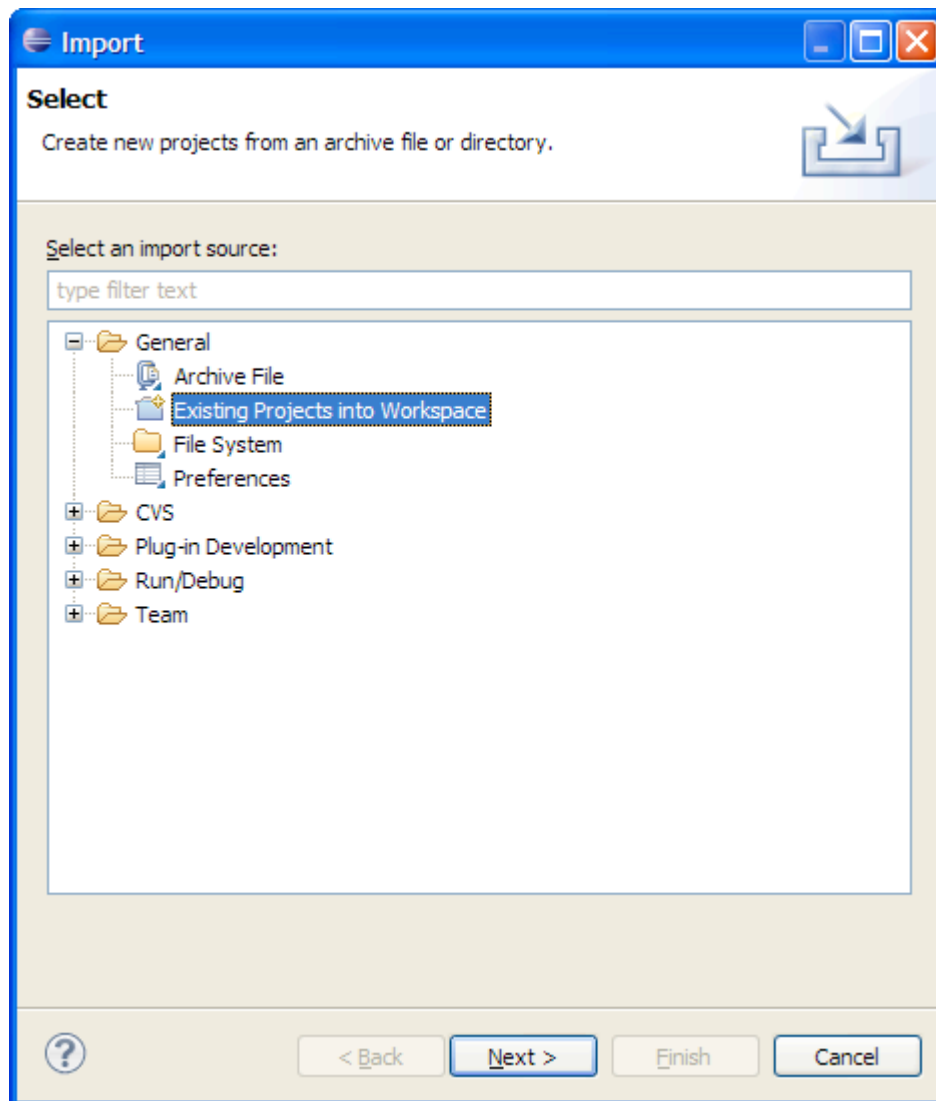 Import
Select
Create new projects from an archive file or directory.
Select an import source:
type filter text
General
Archive File
Existing Projects into Workspace
File System
Preferences
CVS
Plug-in Development
Run/Debug
Team
? < Back Next > Finish Cancel